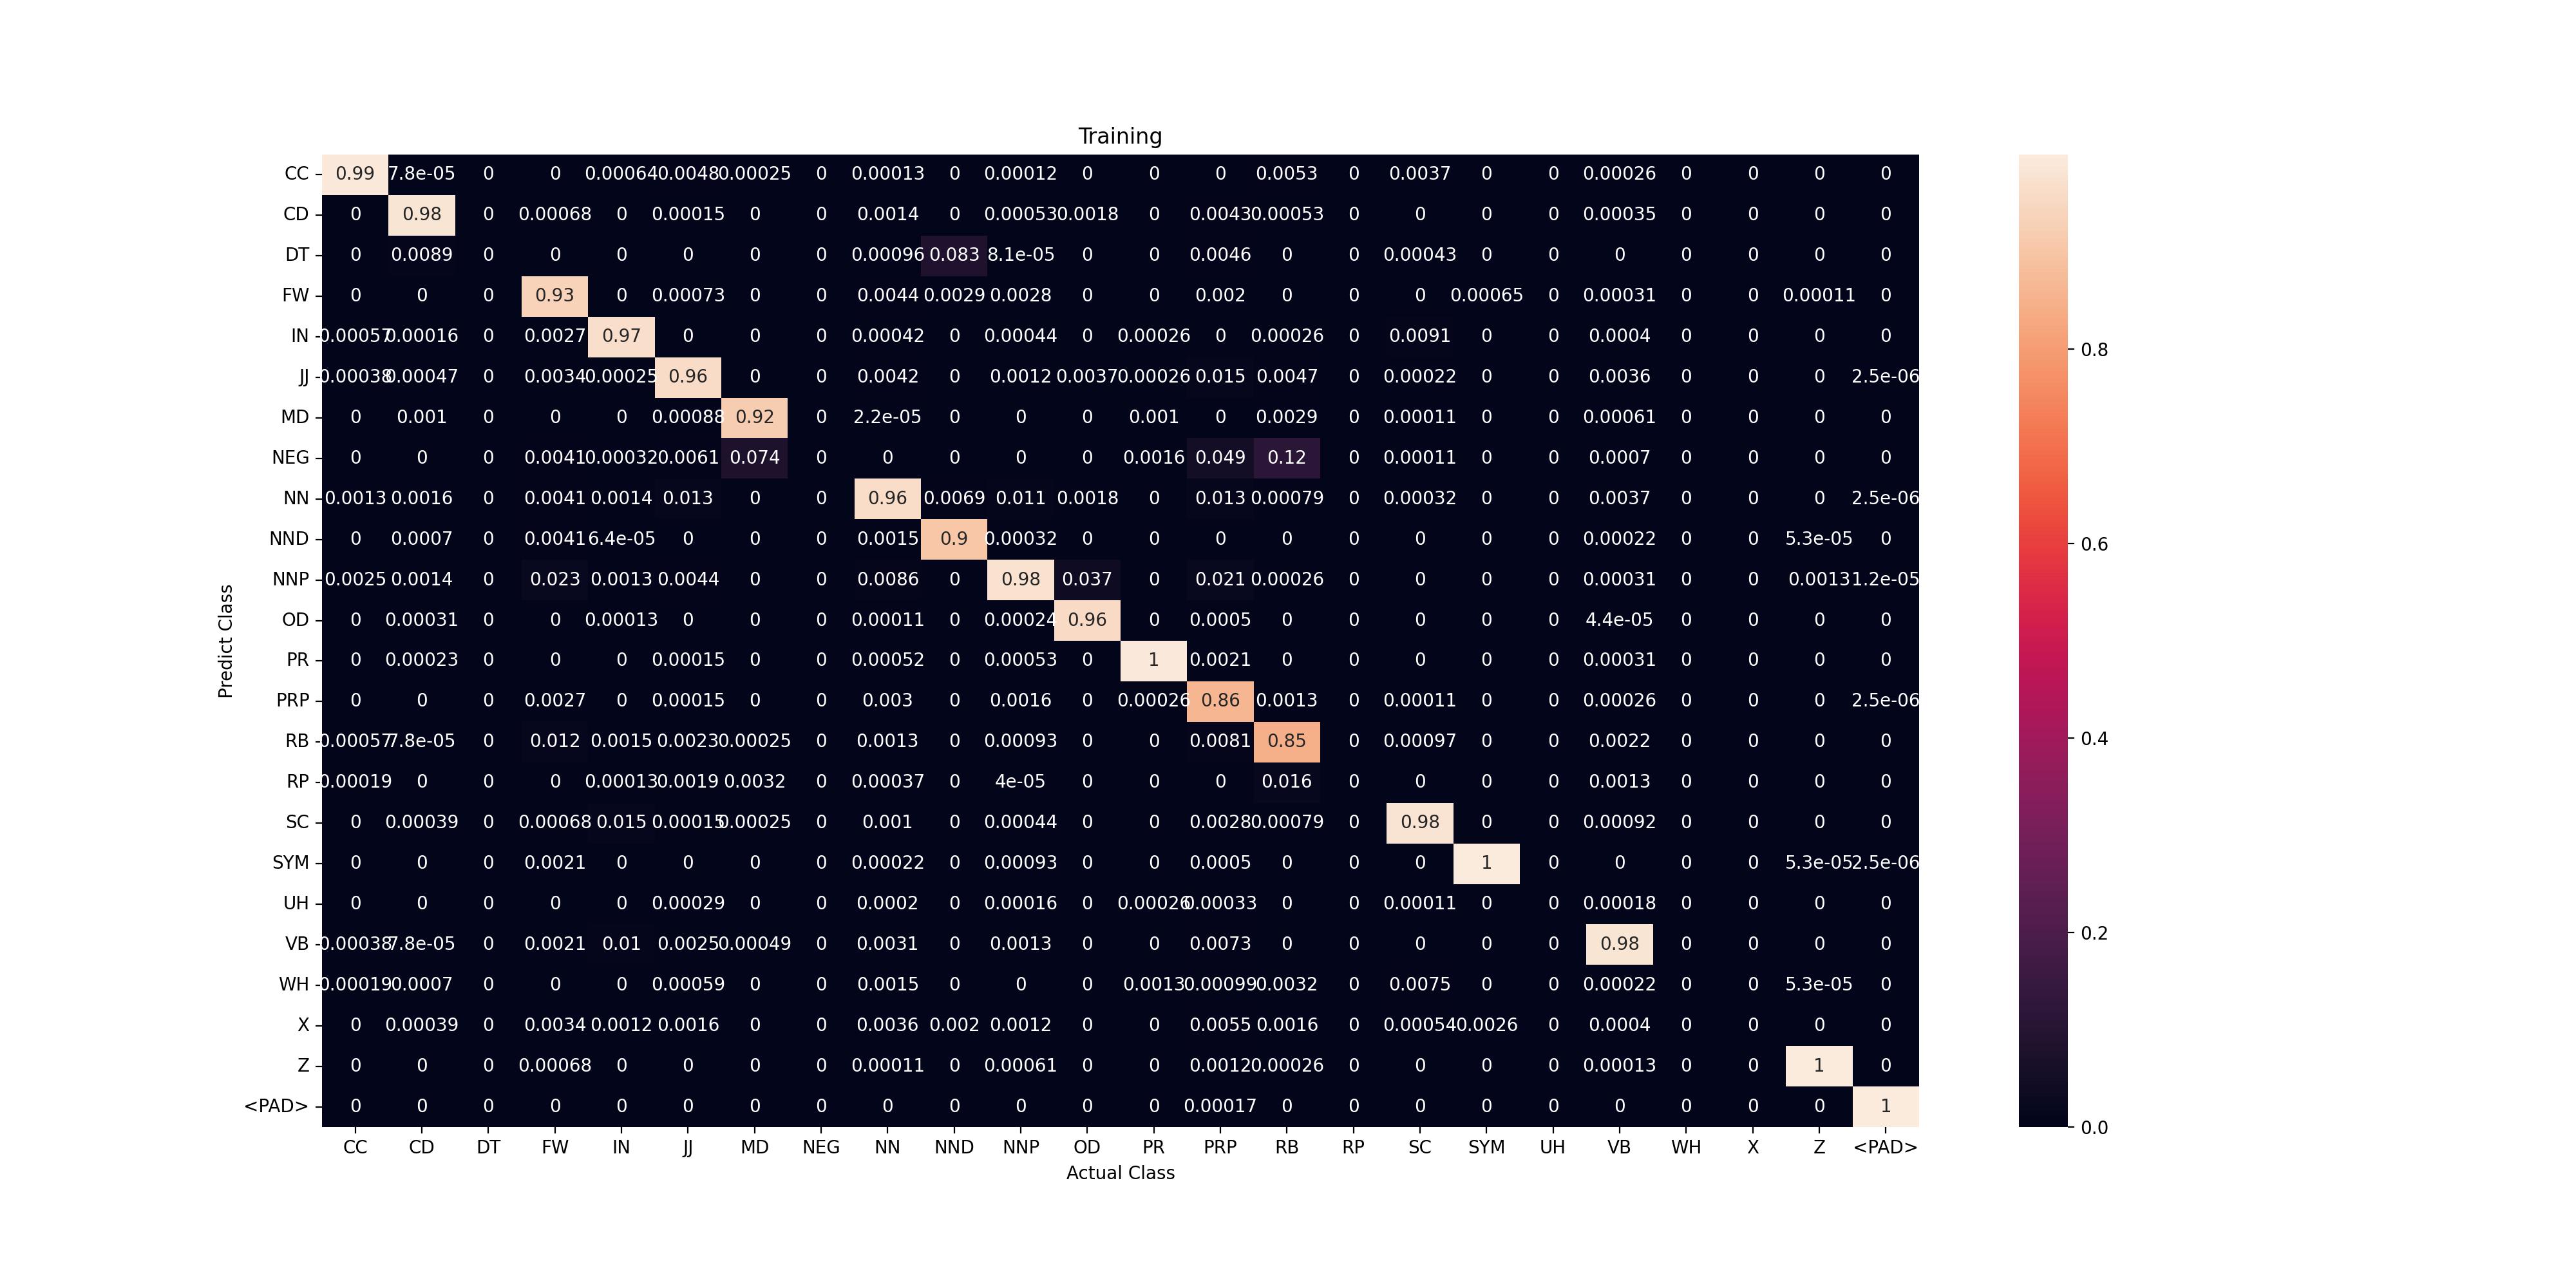 Training
CC 0.99 7.8e-05 0 0 0.00064 0.0048 0.00025 0 0.00013 0 0.00012 0 0 0 0.0053 0 0.0037 0 0 0.00026 0 0 0 0
CD 0 0.98 0 0.00068 0 0.00015 0 0 0.0014 0 0.00053 0.0018 0 0.0043 0.00053 0 0 0 0 0.00035 0 0 0 0
DT 0 0.0089 0 0 0 0 0 0 0.00096 0.083 8.1e-05 0 0 0.0046 0 0 0.00043 0 0 0 0 0 0 0
FW 0 0 0 0.93 0 0.00073 0 0 0.0044 0.0029 0.0028 0 0 0.002 0 0 0 0.00065 0 0.00031 0 0 0.00011 0
IN 0.00057 0.00016 0 0.0027 0.97 0 0 0 0.00042 0 0.00044 0 0.00026 0 0.00026 0 0.0091 0 0 0.0004 0 0 0 0
JJ 0.00038 0.00047 0 0.0034 0.00025 0.96 0 0 0.0042 0 0.0012 0.0037 0.00026 0.015 0.0047 0 0.00022 0 0 0.0036 0 0 0 2.5e-06
MD 0 0.001 0 0 0 0.00088 0.92 0 2.2e-05 0 0 0 0.001 0 0.0029 0 0.00011 0 0 0.00061 0 0 0 0
NEG 0 0 0 0.0041 0.00032 0.0061 0.074 0 0 0 0 0 0.0016 0.049 0.12 0 0.00011 0 0 0.0007 0 0 0 0
NN 0.0013 0.0016 0 0.0041 0.0014 0.013 0 0 0.96 0.0069 0.011 0.0018 0 0.013 0.00079 0 0.00032 0 0 0.0037 0 0 0 2.5e-06
NND 0 0.0007 0 0.0041 6.4e-05 0 0 0 0.0015 0.9 0.00032 0 0 0 0 0 0 0 0 0.00022 0 0 5.3e-05 0
NNP 0.0025 0.0014 0 0.023 0.0013 0.0044 0 0 0.0086 0 0.98 0.037 0 0.021 0.00026 0 0 0 0 0.00031 0 0 0.0013 1.2e-05
OD 0 0.00031 0 0 0.00013 0 0 0 0.00011 0 0.00024 0.96 0 0.0005 0 0 0 0 0 4.4e-05 0 0 0 0
PR 0 0.00023 0 0 0 0.00015 0 0 0.00052 0 0.00053 0 1 0.0021 0 0 0 0 0 0.00031 0 0 0 0
PRP 0 0 0 0.0027 0 0.00015 0 0 0.003 0 0.0016 0 0.00026 0.86 0.0013 0 0.00011 0 0 0.00026 0 0 0 2.5e-06
RB 0.00057 7.8e-05 0 0.012 0.0015 0.0023 0.00025 0 0.0013 0 0.00093 0 0 0.0081 0.85 0 0.00097 0 0 0.0022 0 0 0 0
RP 0.00019 0 0 0 0.00013 0.0019 0.0032 0 0.00037 0 4e-05 0 0 0 0.016 0 0 0 0 0.0013 0 0 0 0
SC 0 0.00039 0 0.00068 0.015 0.00015 0.00025 0 0.001 0 0.00044 0 0 0.0028 0.00079 0 0.98 0 0 0.00092 0 0 0 0
SYM 0 0 0 0.0021 0 0 0 0 0.00022 0 0.00093 0 0 0.0005 0 0 0 1 0 0 0 0 5.3e-05 2.5e-06
UH 0 0 0 0 0 0.00029 0 0 0.0002 0 0.00016 0 0.00026 0.00033 0 0 0.00011 0 0 0.00018 0 0 0 0
VB 0.00038 7.8e-05 0 0.0021 0.01 0.0025 0.00049 0 0.0031 0 0.0013 0 0 0.0073 0 0 0 0 0 0.98 0 0 0 0
WH 0.00019 0.0007 0 0 0 0.00059 0 0 0.0015 0 0 0 0.0013 0.00099 0.0032 0 0.0075 0 0 0.00022 0 0 5.3e-05 0
X 0 0.00039 0 0.0034 0.0012 0.0016 0 0 0.0036 0.002 0.0012 0 0 0.0055 0.0016 0 0.00054 0.0026 0 0.0004 0 0 0 0
Z 0 0 0 0.00068 0 0 0 0 0.00011 0 0.00061 0 0 0.0012 0.00026 0 0 0 0 0.00013 0 0 1 0
<PAD> 0 0 0 0 0 0 0 0 0 0 0 0 0 0.00017 0 0 0 0 0 0 0 0 0 1
CC CD DT FW IN JJ MD NEG NN NND NNP OD PR PRP RB RP SC SYM UH VB WH X Z <PAD>
Actual Class
Predict Class
0.8
0.6
0.4
0.2
0.0